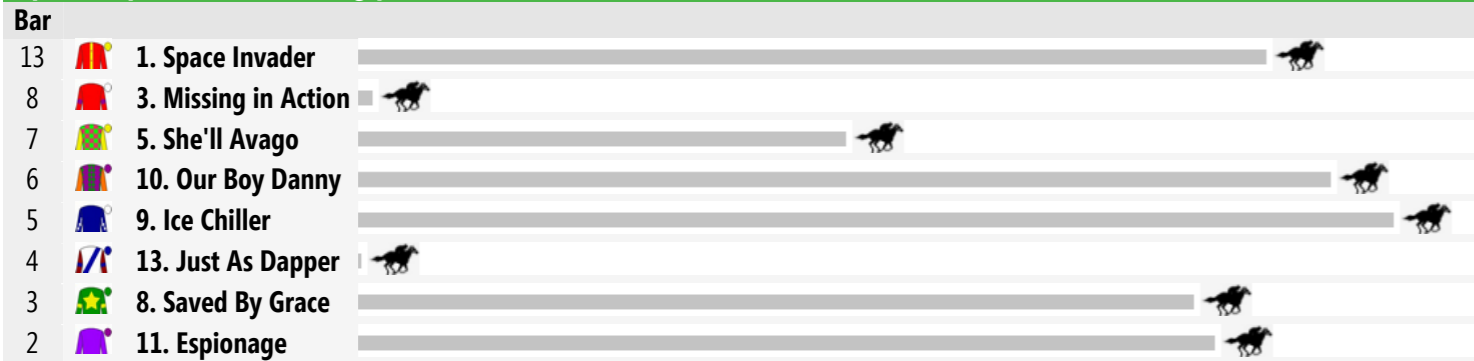 Bar
13 1. Space Invader
8 3. Missing in Action
7 5. She'll Avago
6 10. Our Boy Danny
5 9. Ice Chiller
4 13. Just As Dapper
3 8. Saved By Grace
2 11. Espionage